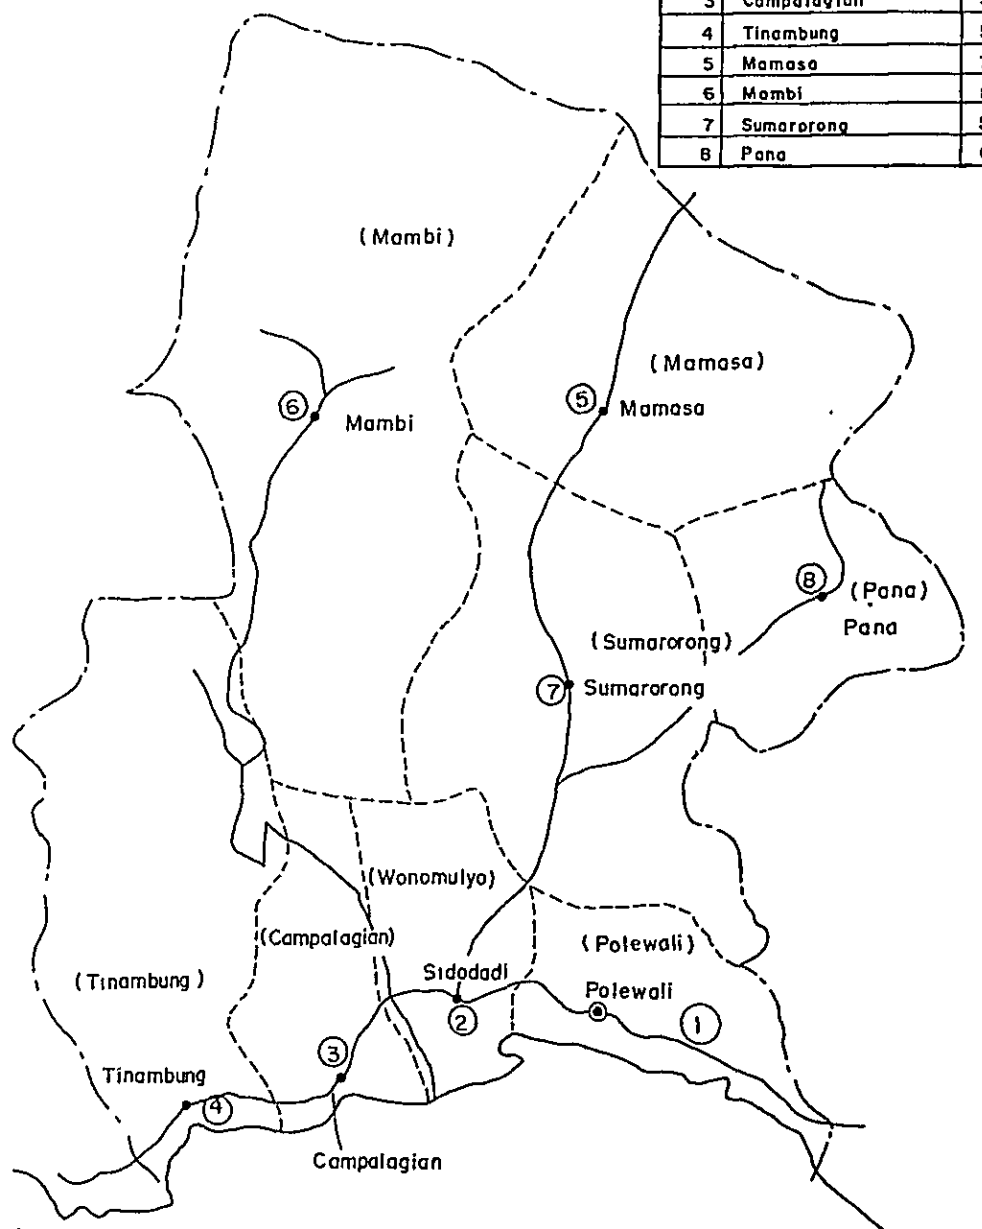 3 Campalagian
4 Tinambung
5 Mamasa
6 Mambi
7 Sumarorong
8 Pana
(Mambi)
(Mamasa)
5
Mamasa
6
Mambi
8
(Pana)
Pana
(Sumarorong)
7
Sumarorong
(Wonomulyo)
(Campalagian)
(Polewali)
(Tinambung)
Sidodadi
Polewali
2
1
3
Tinambung
4
Campalagian